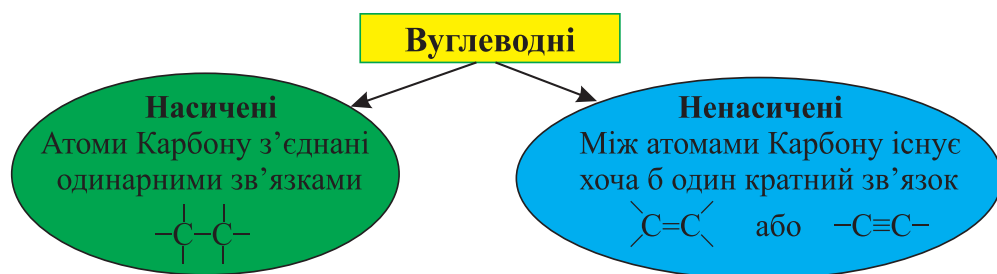 Вуглеводні
Насичені
Атоми Карбону з’єднані
одинарними зв’язками
–C–C–
Ненасичені
Між атомами Карбону існує
хоча б один кратний зв’язок
C=C або –C≡C–